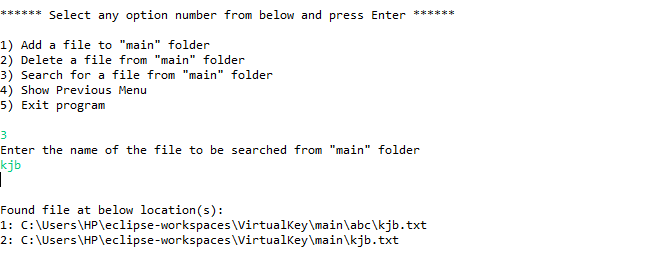 ****** Select any option number from below and press Enter ******
1) Add a file to "main" folder
2) Delete a file from "main" folder
3) Search for a file from "main" folder
4) Show Previous Menu
5) Exit program
3
Enter the name of the file to be searched from "main" folder
kjb
Found file at below location(s):
1: C:\Users\HP\eclipse-workspaces\VirtualKey\main\abc\kjb.txt
2: C:\Users\HP\eclipse-workspaces\VirtualKey\main\kjb.txt